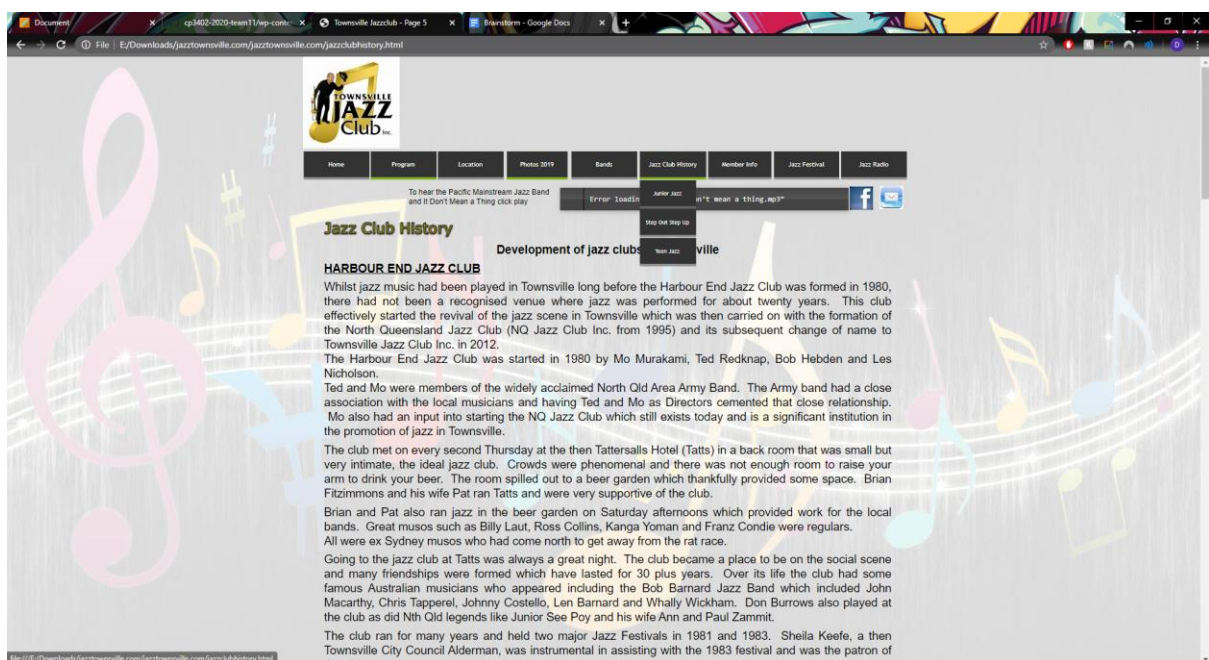 Document
cp3402-2020-team11/wp-conte
Townsville Jazzclub - Page 5
Brainstorm - Google Docs
File | E:/Downloads/jazztownsville.com/jazztownsville.com/jazzclubhistory.html
TOWNSVILLE
JAZZ
Club Inc.
Home Program Location Photos 2019 Bands Jazz Club History Member Info Jazz Festival Jazz Radio
To hear the Pacific Mainstream Jazz Band
and It Don't Mean a Thing click play
Error loadin
n't mean a thing.mp3"
Junior Jazz
Step Out Step Up
Teen Jazz
Jazz Club History
Development of jazz clubs ville
HARBOUR END JAZZ CLUB
Whilst jazz music had been played in Townsville long before the Harbour End Jazz Club was formed in 1980,
there had not been a recognised venue where jazz was performed for about twenty years. This club
effectively started the revival of the jazz scene in Townsville which was then carried on with the formation of
the North Queensland Jazz Club (NQ Jazz Club Inc. from 1995) and its subsequent change of name to
Townsville Jazz Club Inc. in 2012.
The Harbour End Jazz Club was started in 1980 by Mo Murakami, Ted Redknap, Bob Hebden and Les
Nicholson.
Ted and Mo were members of the widely acclaimed North Qld Area Army Band. The Army band had a close
association with the local musicians and having Ted and Mo as Directors cemented that close relationship.
Mo also had an input into starting the NQ Jazz Club which still exists today and is a significant institution in
the promotion of jazz in Townsville.
The club met on every second Thursday at the then Tattersalls Hotel (Tatts) in a back room that was small but
very intimate, the ideal jazz club. Crowds were phenomenal and there was not enough room to raise your
arm to drink your beer. The room spilled out to a beer garden which thankfully provided some space. Brian
Fitzimmons and his wife Pat ran Tatts and were very supportive of the club.
Brian and Pat also ran jazz in the beer garden on Saturday afternoons which provided work for the local
bands. Great musos such as Billy Laut, Ross Collins, Kanga Yoman and Franz Condie were regulars.
All were ex Sydney musos who had come north to get away from the rat race.
Going to the jazz club at Tatts was always a great night. The club became a place to be on the social scene
and many friendships were formed which have lasted for 30 plus years. Over its life the club had some
famous Australian musicians who appeared including the Bob Barnard Jazz Band which included John
Macarthy, Chris Tapperel, Johnny Costello, Len Barnard and Whally Wickham. Don Burrows also played at
the club as did Nth Qld legends like Junior See Poy and his wife Ann and Paul Zammit.
The club ran for many years and held two major Jazz Festivals in 1981 and 1983. Sheila Keefe, a then
Townsville City Council Alderman, was instrumental in assisting with the 1983 festival and was the patron of
file:///E:/Downloads/jazztownsville.com/jazztownsville.com/jazzclubhistory.html